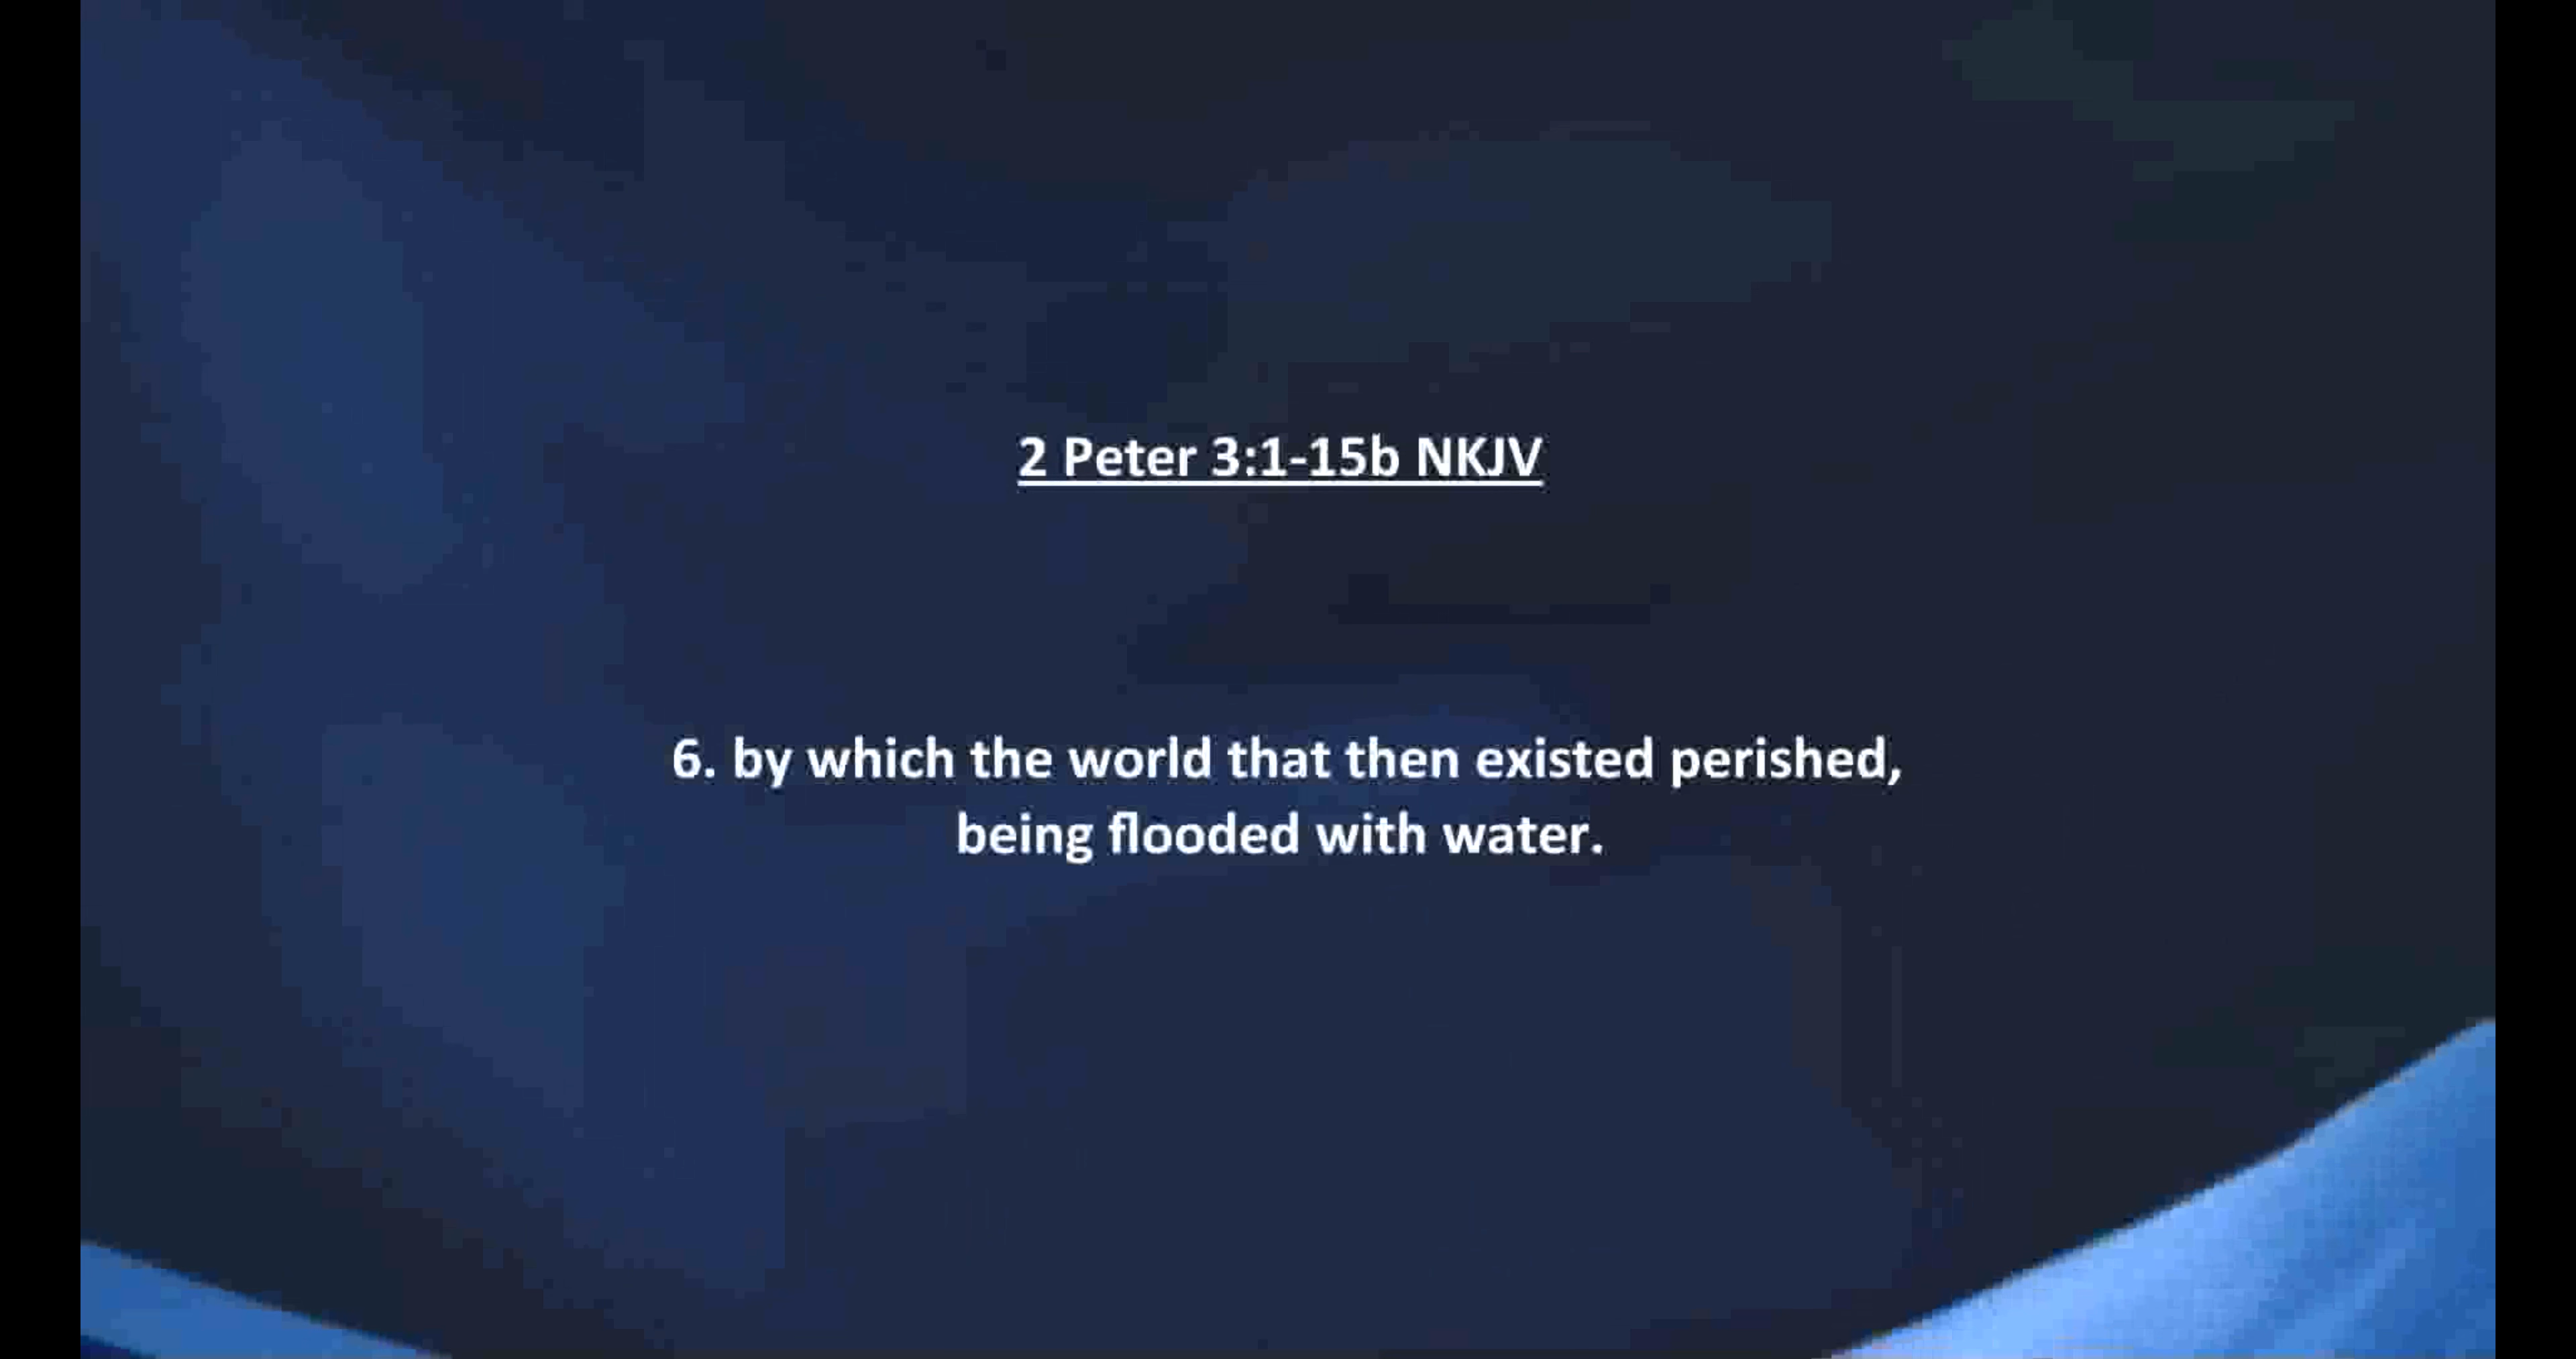 2 Peter 3:1-15b NKJV
6. by which the world that then existed perished,
being flooded with water.